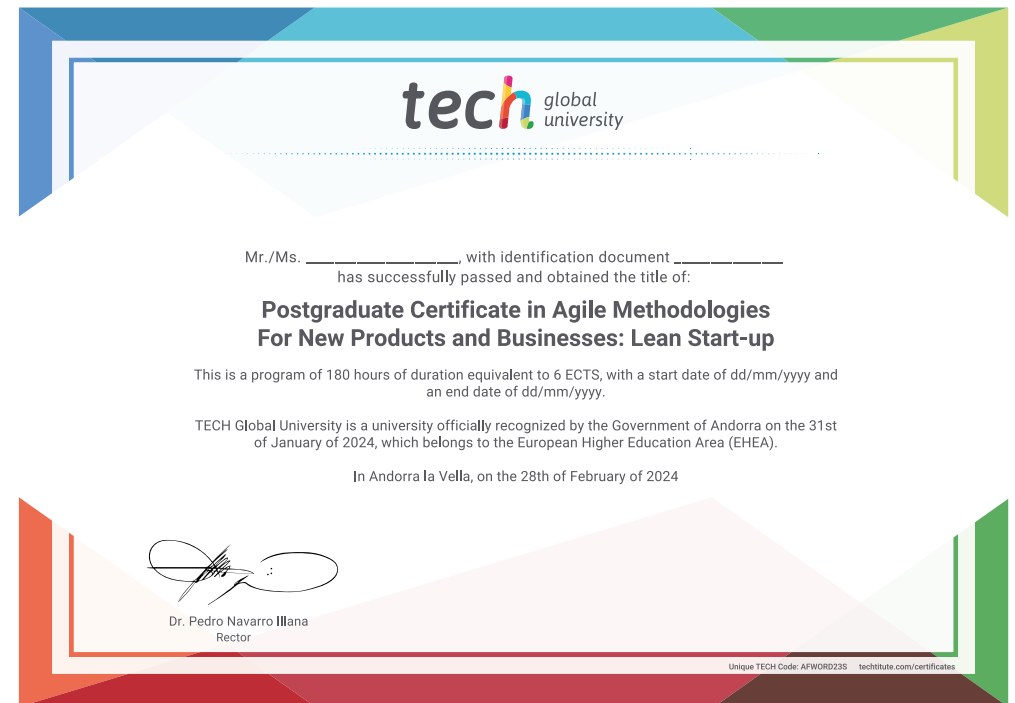 tech global
university
Mr./Ms. ____________________, with identification document ______________
has successfully passed and obtained the title of:
Postgraduate Certificate in Agile Methodologies
For New Products and Businesses: Lean Start-up
This is a program of 180 hours of duration equivalent to 6 ECTS, with a start date of dd/mm/yyyy and
an end date of dd/mm/yyyy.
TECH Global University is a university officially recognized by the Government of Andorra on the 31st
of January of 2024, which belongs to the European Higher Education Area (EHEA).
In Andorra la Vella, on the 28th of February of 2024
Dr. Pedro Navarro Illana
Rector
Unique TECH Code: AFWORD23S techtitute.com/certificates